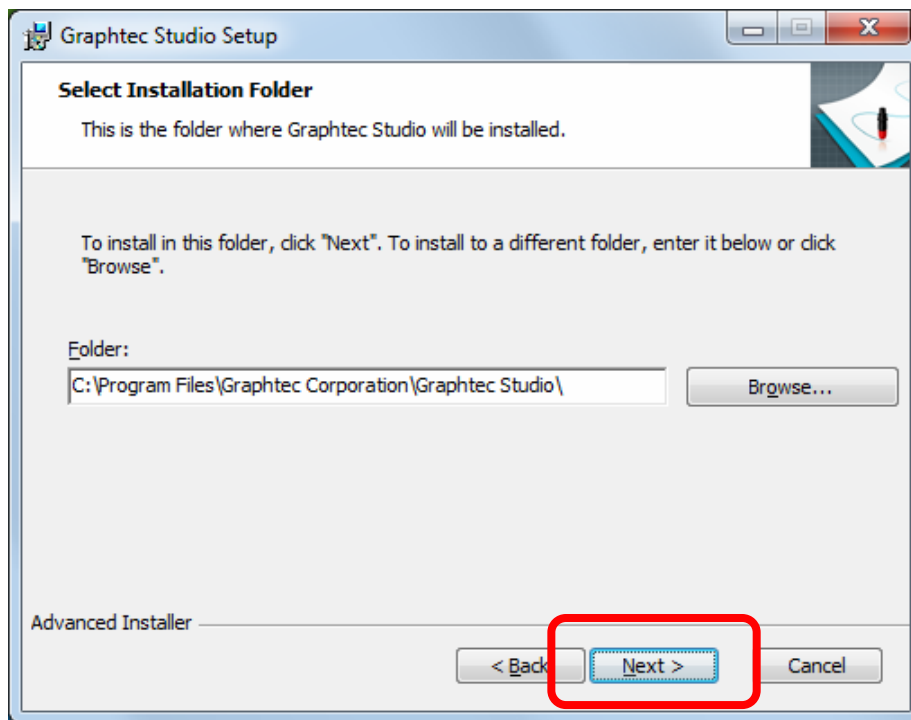 Graphtec Studio Setup
Select Installation Folder
This is the folder where Graphtec Studio will be installed.
To install in this folder, click "Next". To install to a different folder, enter it below or click
"Browse".
Folder:
C:\Program Files\Graphtec Corporation\Graphtec Studio\
Browse...
Advanced Installer
< Back
Next >
Cancel